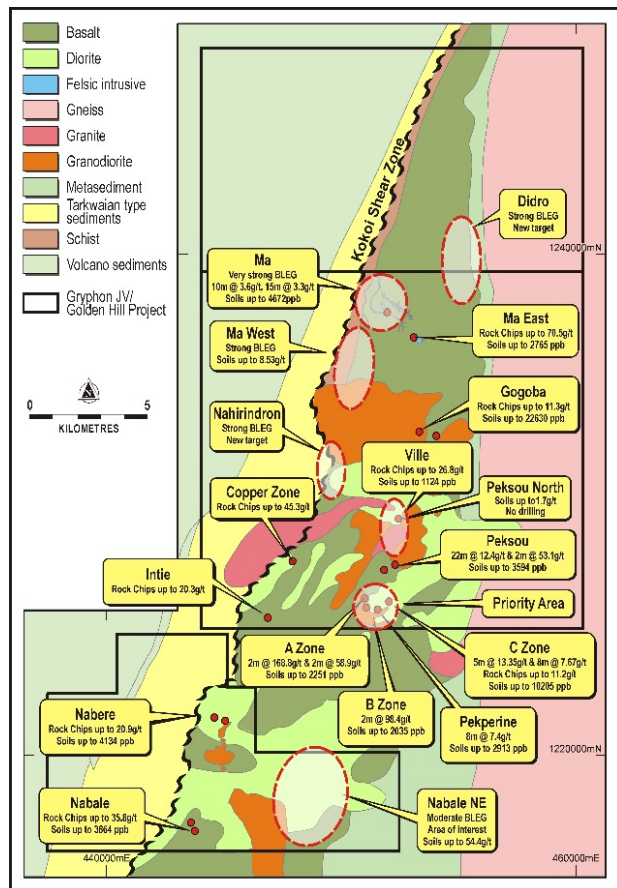 Basalt
Diorite
Felsic intrusive
Gneiss
Granite
Granodiorite
Metasediment
Tarkwaian type
sediments
Schist
Volcano sediments
Gryphon JV/
Golden Hill Project
0 5
KILOMETRES
Kokoi Shear Zone
Didro
Strong BLEG
New target
1240000mN
Ma
Very strong BLEG
10m @ 3.6g/t, 15m @ 3.3g/t
Soils up to 4672ppb
Ma East
Rock Chips up to 70.5g/t
Soils up to 2765 ppb
Ma West
Strong BLEG
Soils up to 8.53g/t
Gogoba
Rock Chips up to 11.3g/t
Soils up to 22630 ppb
Nahirindron
Strong BLEG
New target
Ville
Rock Chips up to 26.8g/t
Soils up to 1124 ppb
Copper Zone
Rock Chips up to 45.3g/t
Peksou North
Soils up to1.7g/t
No drilling
Peksou
22m @ 12.4g/t & 2m @ 53.1g/t
Soils up to 3594 ppb
Intie
Rock Chips up to 20.3g/t
Priority Area
A Zone
2m @ 168.8g/t & 2m @ 58.9g/t
Soils up to 2251 ppb
C Zone
5m @ 13.35g/t & 8m @ 7.67g/t
Rock Chips up to 11.2g/t
Soils up to 10205 ppb
B Zone
2m @ 98.4g/t
Soils up to 2035 ppb
Pekperine
8m @ 7.4g/t
Soils up to 2913 ppb
Nabere
Rock Chips up to 20.9g/t
Soils up to 4134 ppb
1220000mN
Nabale
Rock Chips up to 35.8g/t
Soils up to 3864 ppb
Nabale NE
Moderate BLEG
Area of Interest
Soils up to 54.4g/t
440000mE
460000mE